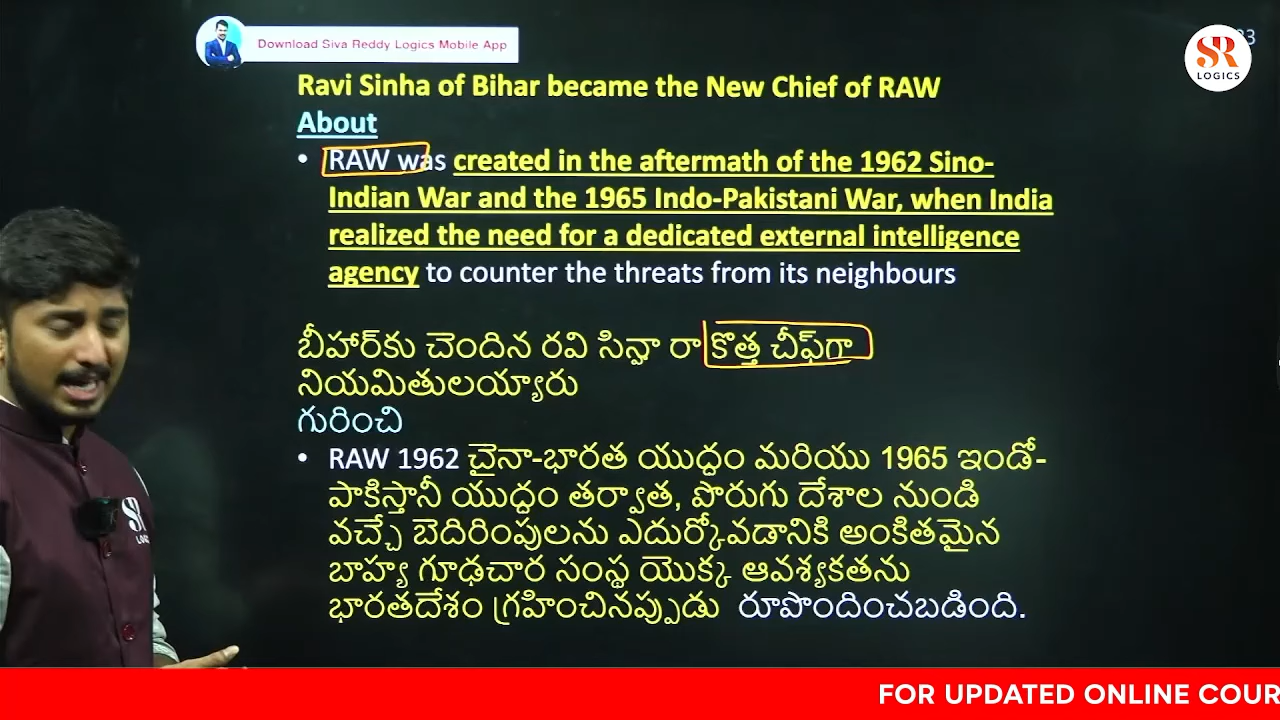 Download Siva Reddy Logics Mobile App
SR
LOGICS
33
Ravi Sinha of Bihar became the New Chief of RAW
About
• RAW was created in the aftermath of the 1962 Sino-
Indian War and the 1965 Indo-Pakistani War, when India
realized the need for a dedicated external intelligence
agency to counter the threats from its neighbours
బీహార్‌కు చెందిన రవి సిన్హా రా కొత్త చీఫ్‌గా
నియమితులయ్యారు
గురించి
• RAW 1962 చైనా-భారత యుద్ధం మరియు 1965 ఇండో-
పాకిస్తానీ యుద్ధం తర్వాత, పొరుగు దేశాల నుండి
వచ్చే బెదిరింపులను ఎదుర్కోవడానికి అంకితమైన
బాహ్య గూఢచార సంస్థ యొక్క ఆవశ్యకతను
భారతదేశం గ్రహించినప్పుడు రూపొందించబడింది.
SR
FOR UPDATED ONLINE COUR